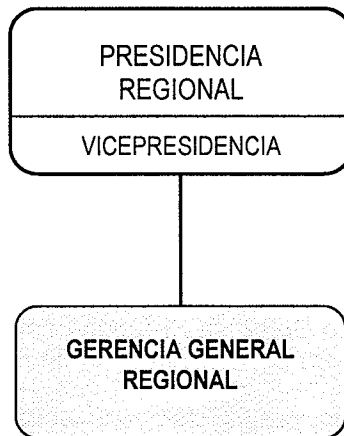 PRESIDENCIA
REGIONAL
VICEPRESIDENCIA
GERENCIA GENERAL
REGIONAL